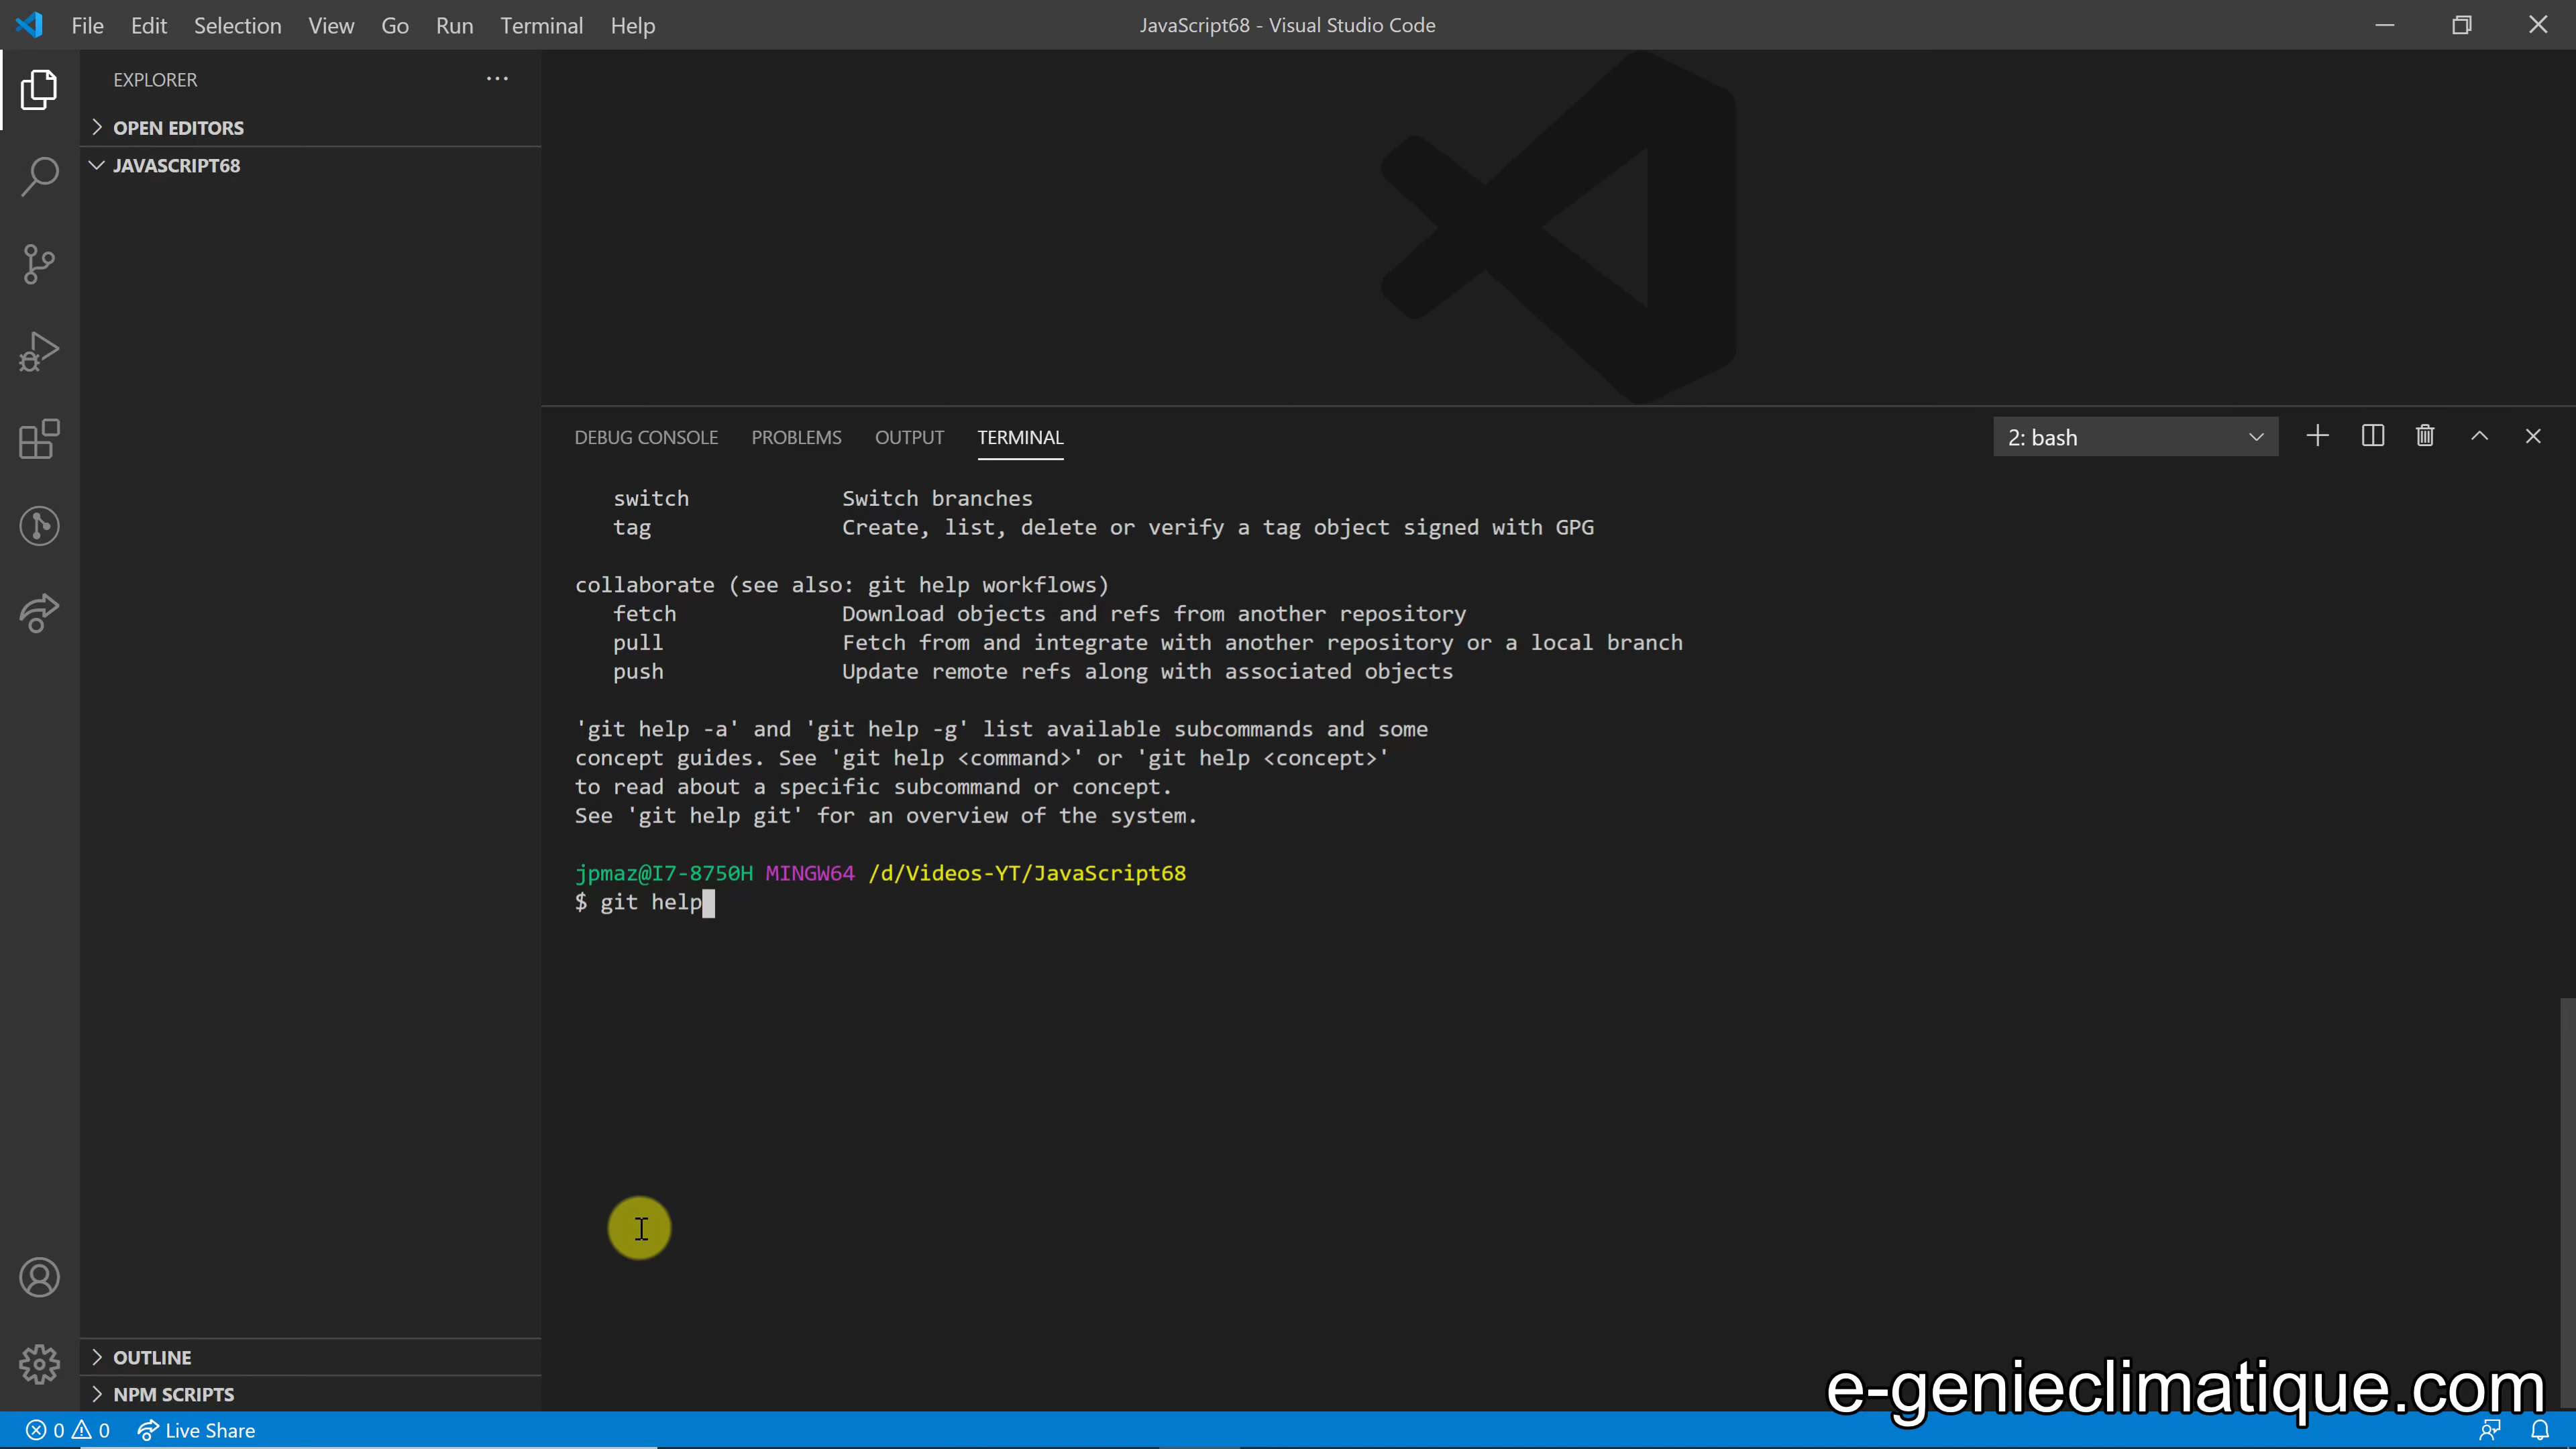 File Edit Selection View Go Run Terminal Help
JavaScript68 - Visual Studio Code
EXPLORER
OPEN EDITORS
JAVASCRIPT68
DEBUG CONSOLE PROBLEMS OUTPUT TERMINAL
2: bash
switch Switch branches
tag Create, list, delete or verify a tag object signed with GPG
collaborate (see also: git help workflows)
fetch Download objects and refs from another repository
pull Fetch from and integrate with another repository or a local branch
push Update remote refs along with associated objects
'git help -a' and 'git help -g' list available subcommands and some
concept guides. See 'git help <command>' or 'git help <concept>'
to read about a specific subcommand or concept.
See 'git help git' for an overview of the system.
jpmaz@I7-8750H MINGW64 /d/Videos-YT/JavaScript68
$ git help
OUTLINE
NPM SCRIPTS
e-genieclimatique.com
0 0 Live Share